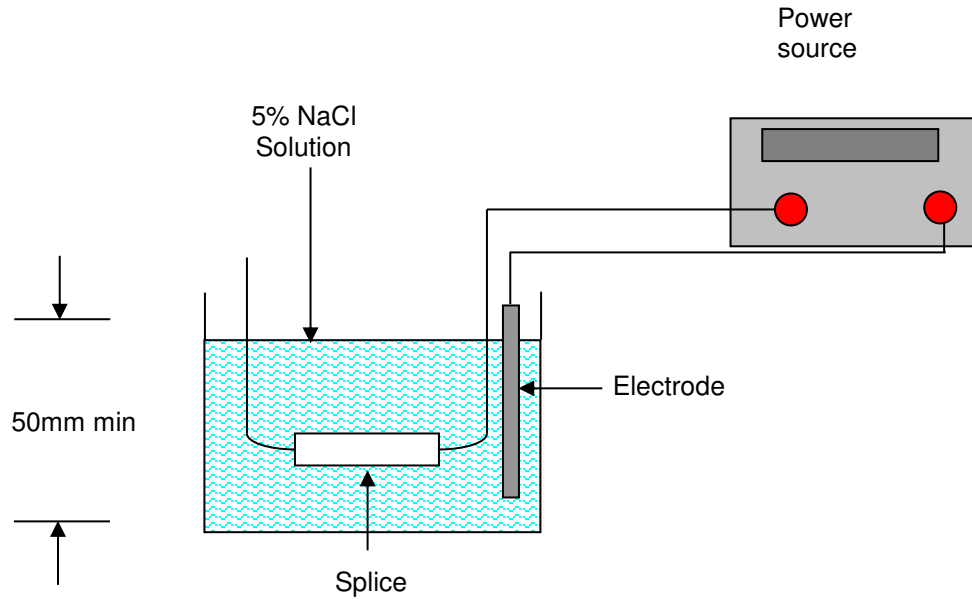 Power
source
5% NaCl
Solution
Electrode
50mm min
Splice